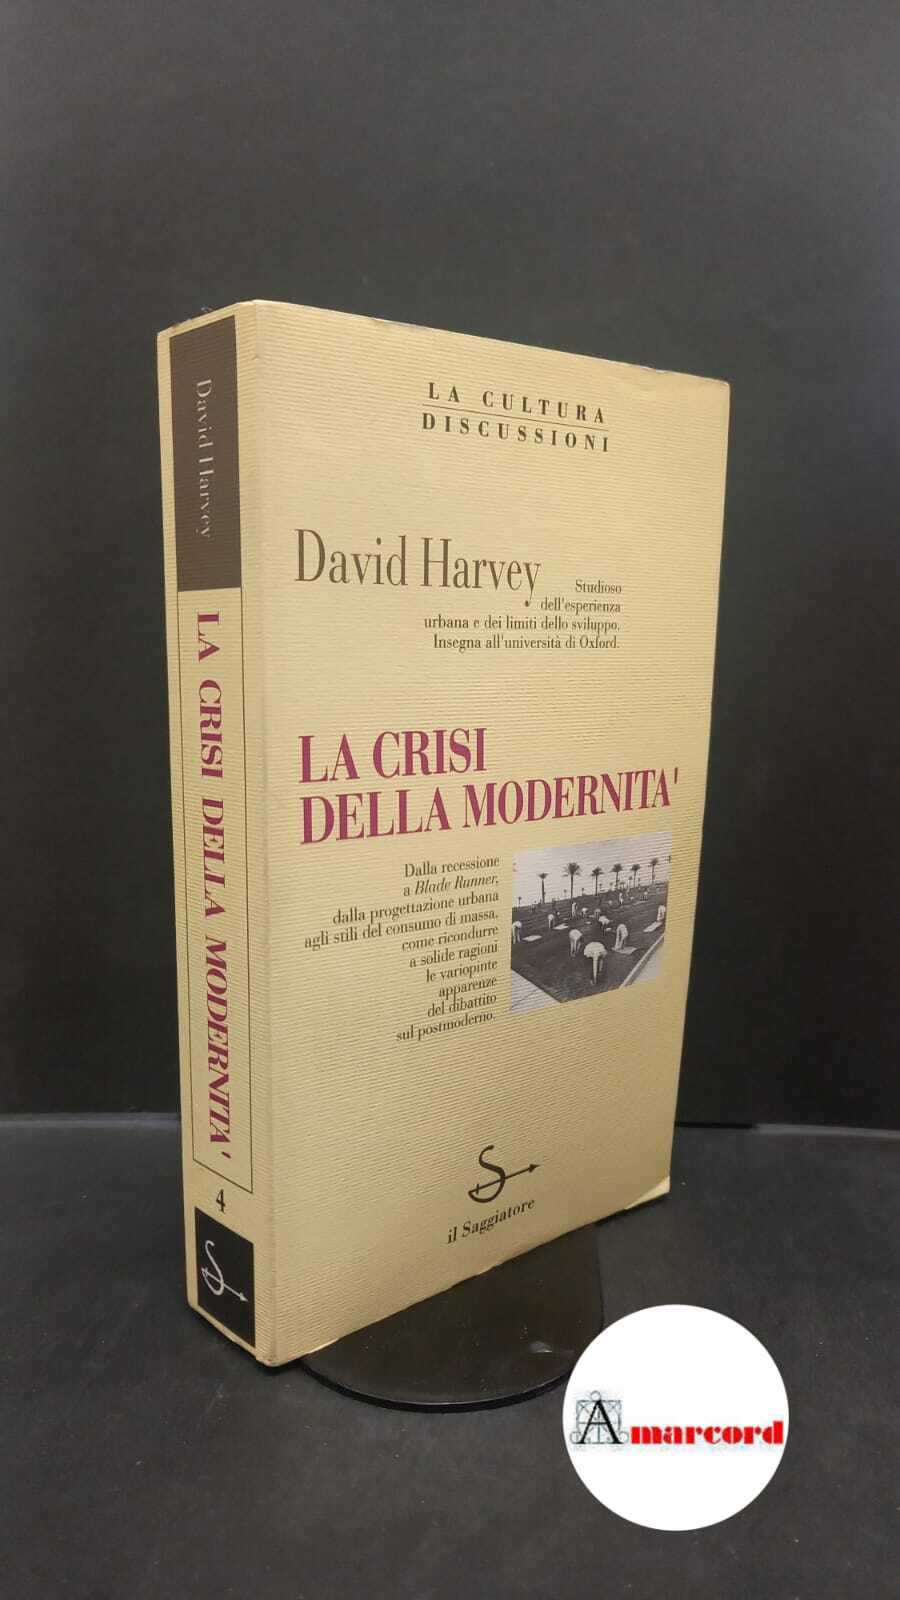 David Harvey
LA CRISI DELLA MODERNITA'
4
LA CULTURA
DISCUSSIONI
David Harvey
Studioso
dell'esperienza
urbana e dei limiti dello sviluppo.
Insegna all'università di Oxford.
LA CRISI
DELLA MODERNITA'
Dalla recessione
a Blade Runner,
dalla progettazione urbana
agli stili del consumo di massa,
come ricondurre
a solide ragioni
le variopinte
apparenze
del dibattito
sul postmoderno.
il Saggiatore
Amarcord